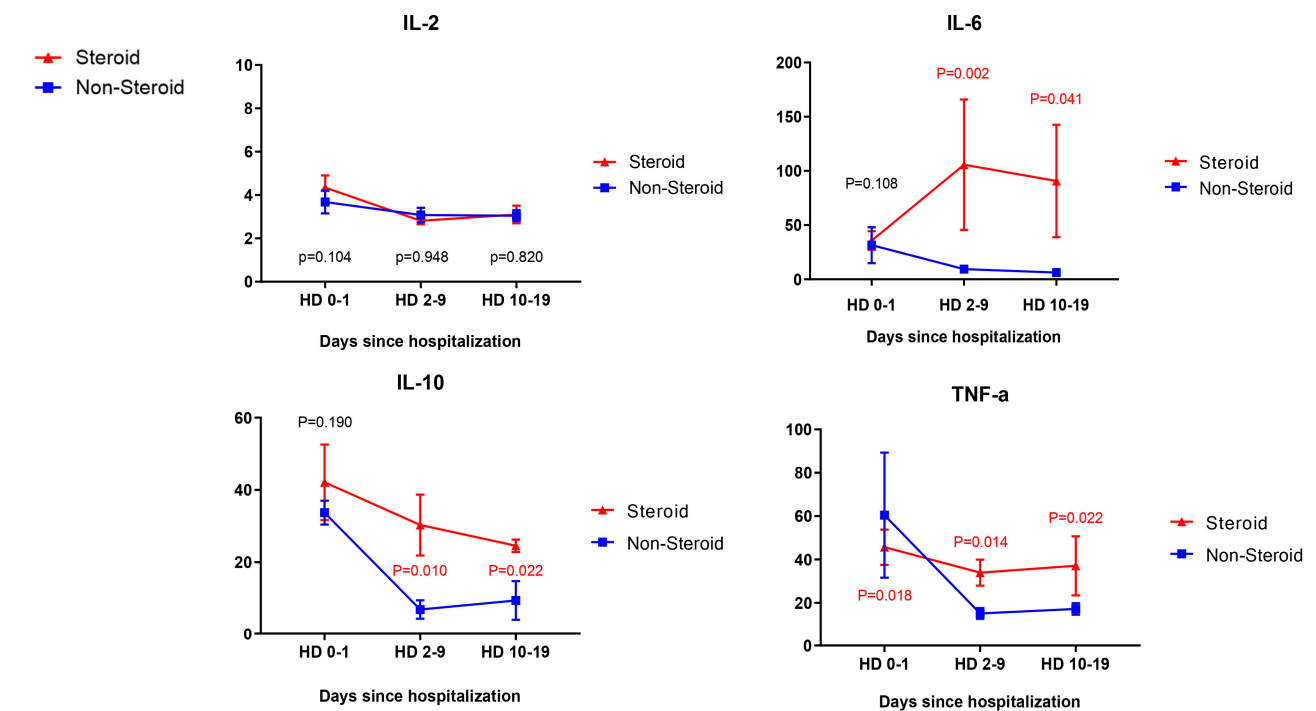 Steroid
Non-Steroid
IL-2
10
8
6
4
2
0
p=0.104
p=0.948
p=0.820
HD 0-1
HD 2-9
HD 10-19
Days since hospitalization
Steroid
Non-Steroid
IL-6
200
150
100
50
0
P=0.108
P=0.002
P=0.041
HD 0-1
HD 2-9
HD 10-19
Days since hospitalization
Steroid
Non-Steroid
IL-10
60
40
20
0
P=0.190
P=0.010
P=0.022
HD 0-1
HD 2-9
HD 10-19
Days since hospitalization
Steroid
Non-Steroid
TNF-a
100
80
60
40
20
0
P=0.018
P=0.014
P=0.022
HD 0-1
HD 2-9
HD 10-19
Days since hospitalization
Steroid
Non-Steroid